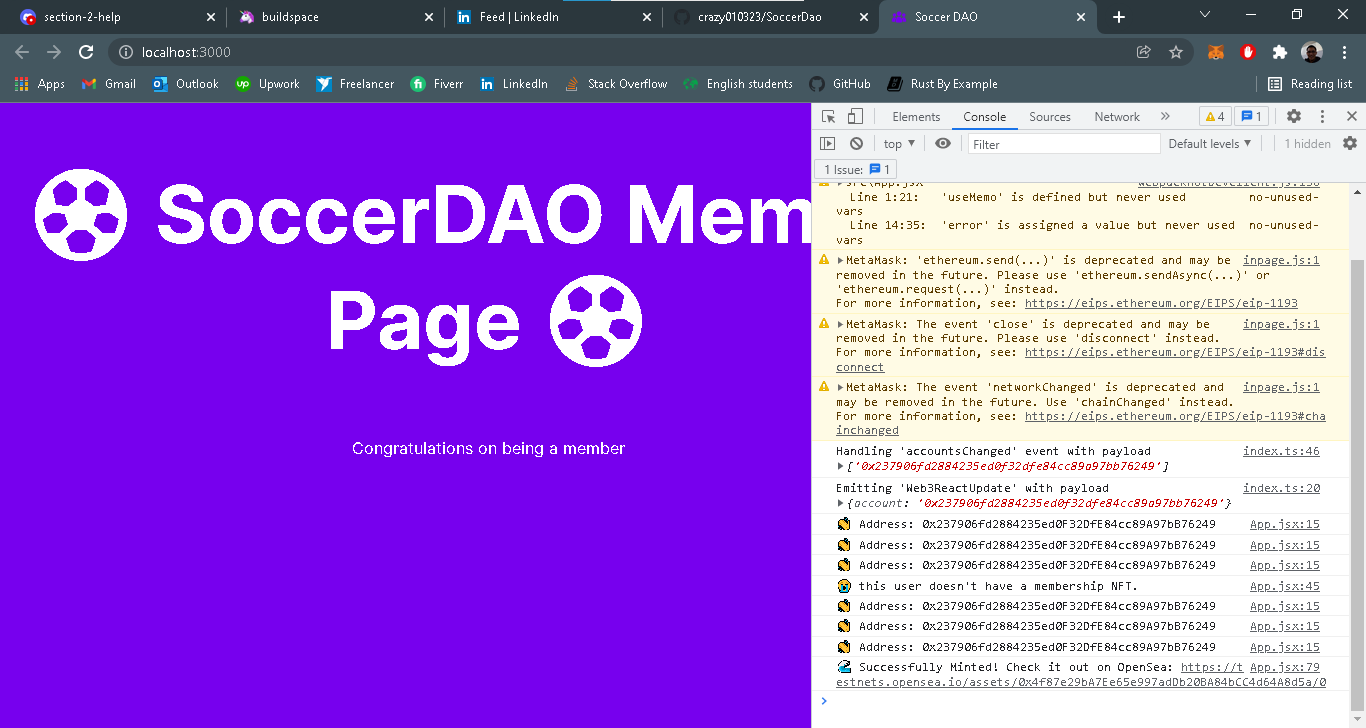 section-2-help
buildspace
Feed | LinkedIn
crazy010323/SoccerDao
Soccer DAO
localhost:3000
Apps
Gmail
Outlook
Upwork
Freelancer
Fiverr
LinkedIn
Stack Overflow
English students
GitHub
Rust By Example
Reading list
⚽ SoccerDAO Mem
Page ⚽
Congratulations on being a member
Elements
Console
Sources
Network
»
4
1
top ▼
Filter
Default levels ▼
1 hidden
1 Issue: 1
src\App.jsx webpackHotDevClient.js:138
Line 1:21: 'useMemo' is defined but never used no-unused-
vars
Line 14:35: 'error' is assigned a value but never used no-unused-
vars
MetaMask: 'ethereum.send(...)' is deprecated and may be inpage.js:1
removed in the future. Please use 'ethereum.sendAsync(...)' or
'ethereum.request(...)' instead.
For more information, see: https://eips.ethereum.org/EIPS/eip-1193
MetaMask: The event 'close' is deprecated and may be inpage.js:1
removed in the future. Please use 'disconnect' instead.
For more information, see: https://eips.ethereum.org/EIPS/eip-1193#dis
connect
MetaMask: The event 'networkChanged' is deprecated and inpage.js:1
may be removed in the future. Use 'chainChanged' instead.
For more information, see: https://eips.ethereum.org/EIPS/eip-1193#cha
inchanged
Handling 'accountsChanged' event with payload index.ts:46
['0x237906fd2884235ed0f32dfe84cc89a97bb76249']
Emitting 'Web3ReactUpdate' with payload index.ts:20
{account: '0x237906fd2884235ed0f32dfe84cc89a97bb76249'}
👋 Address: 0x237906fd2884235ed0F32DfE84cc89A97bB76249 App.jsx:15
👋 Address: 0x237906fd2884235ed0F32DfE84cc89A97bB76249 App.jsx:15
👋 Address: 0x237906fd2884235ed0F32DfE84cc89A97bB76249 App.jsx:15
😭 this user doesn't have a membership NFT. App.jsx:45
👋 Address: 0x237906fd2884235ed0F32DfE84cc89A97bB76249 App.jsx:15
👋 Address: 0x237906fd2884235ed0F32DfE84cc89A97bB76249 App.jsx:15
👋 Address: 0x237906fd2884235ed0F32DfE84cc89A97bB76249 App.jsx:15
🌊 Successfully Minted! Check it out on OpenSea: https://t App.jsx:79
estnets.opensea.io/assets/0x4f87e29bA7Ee65e997adDb20BA84bCC4d64A8d5a/0